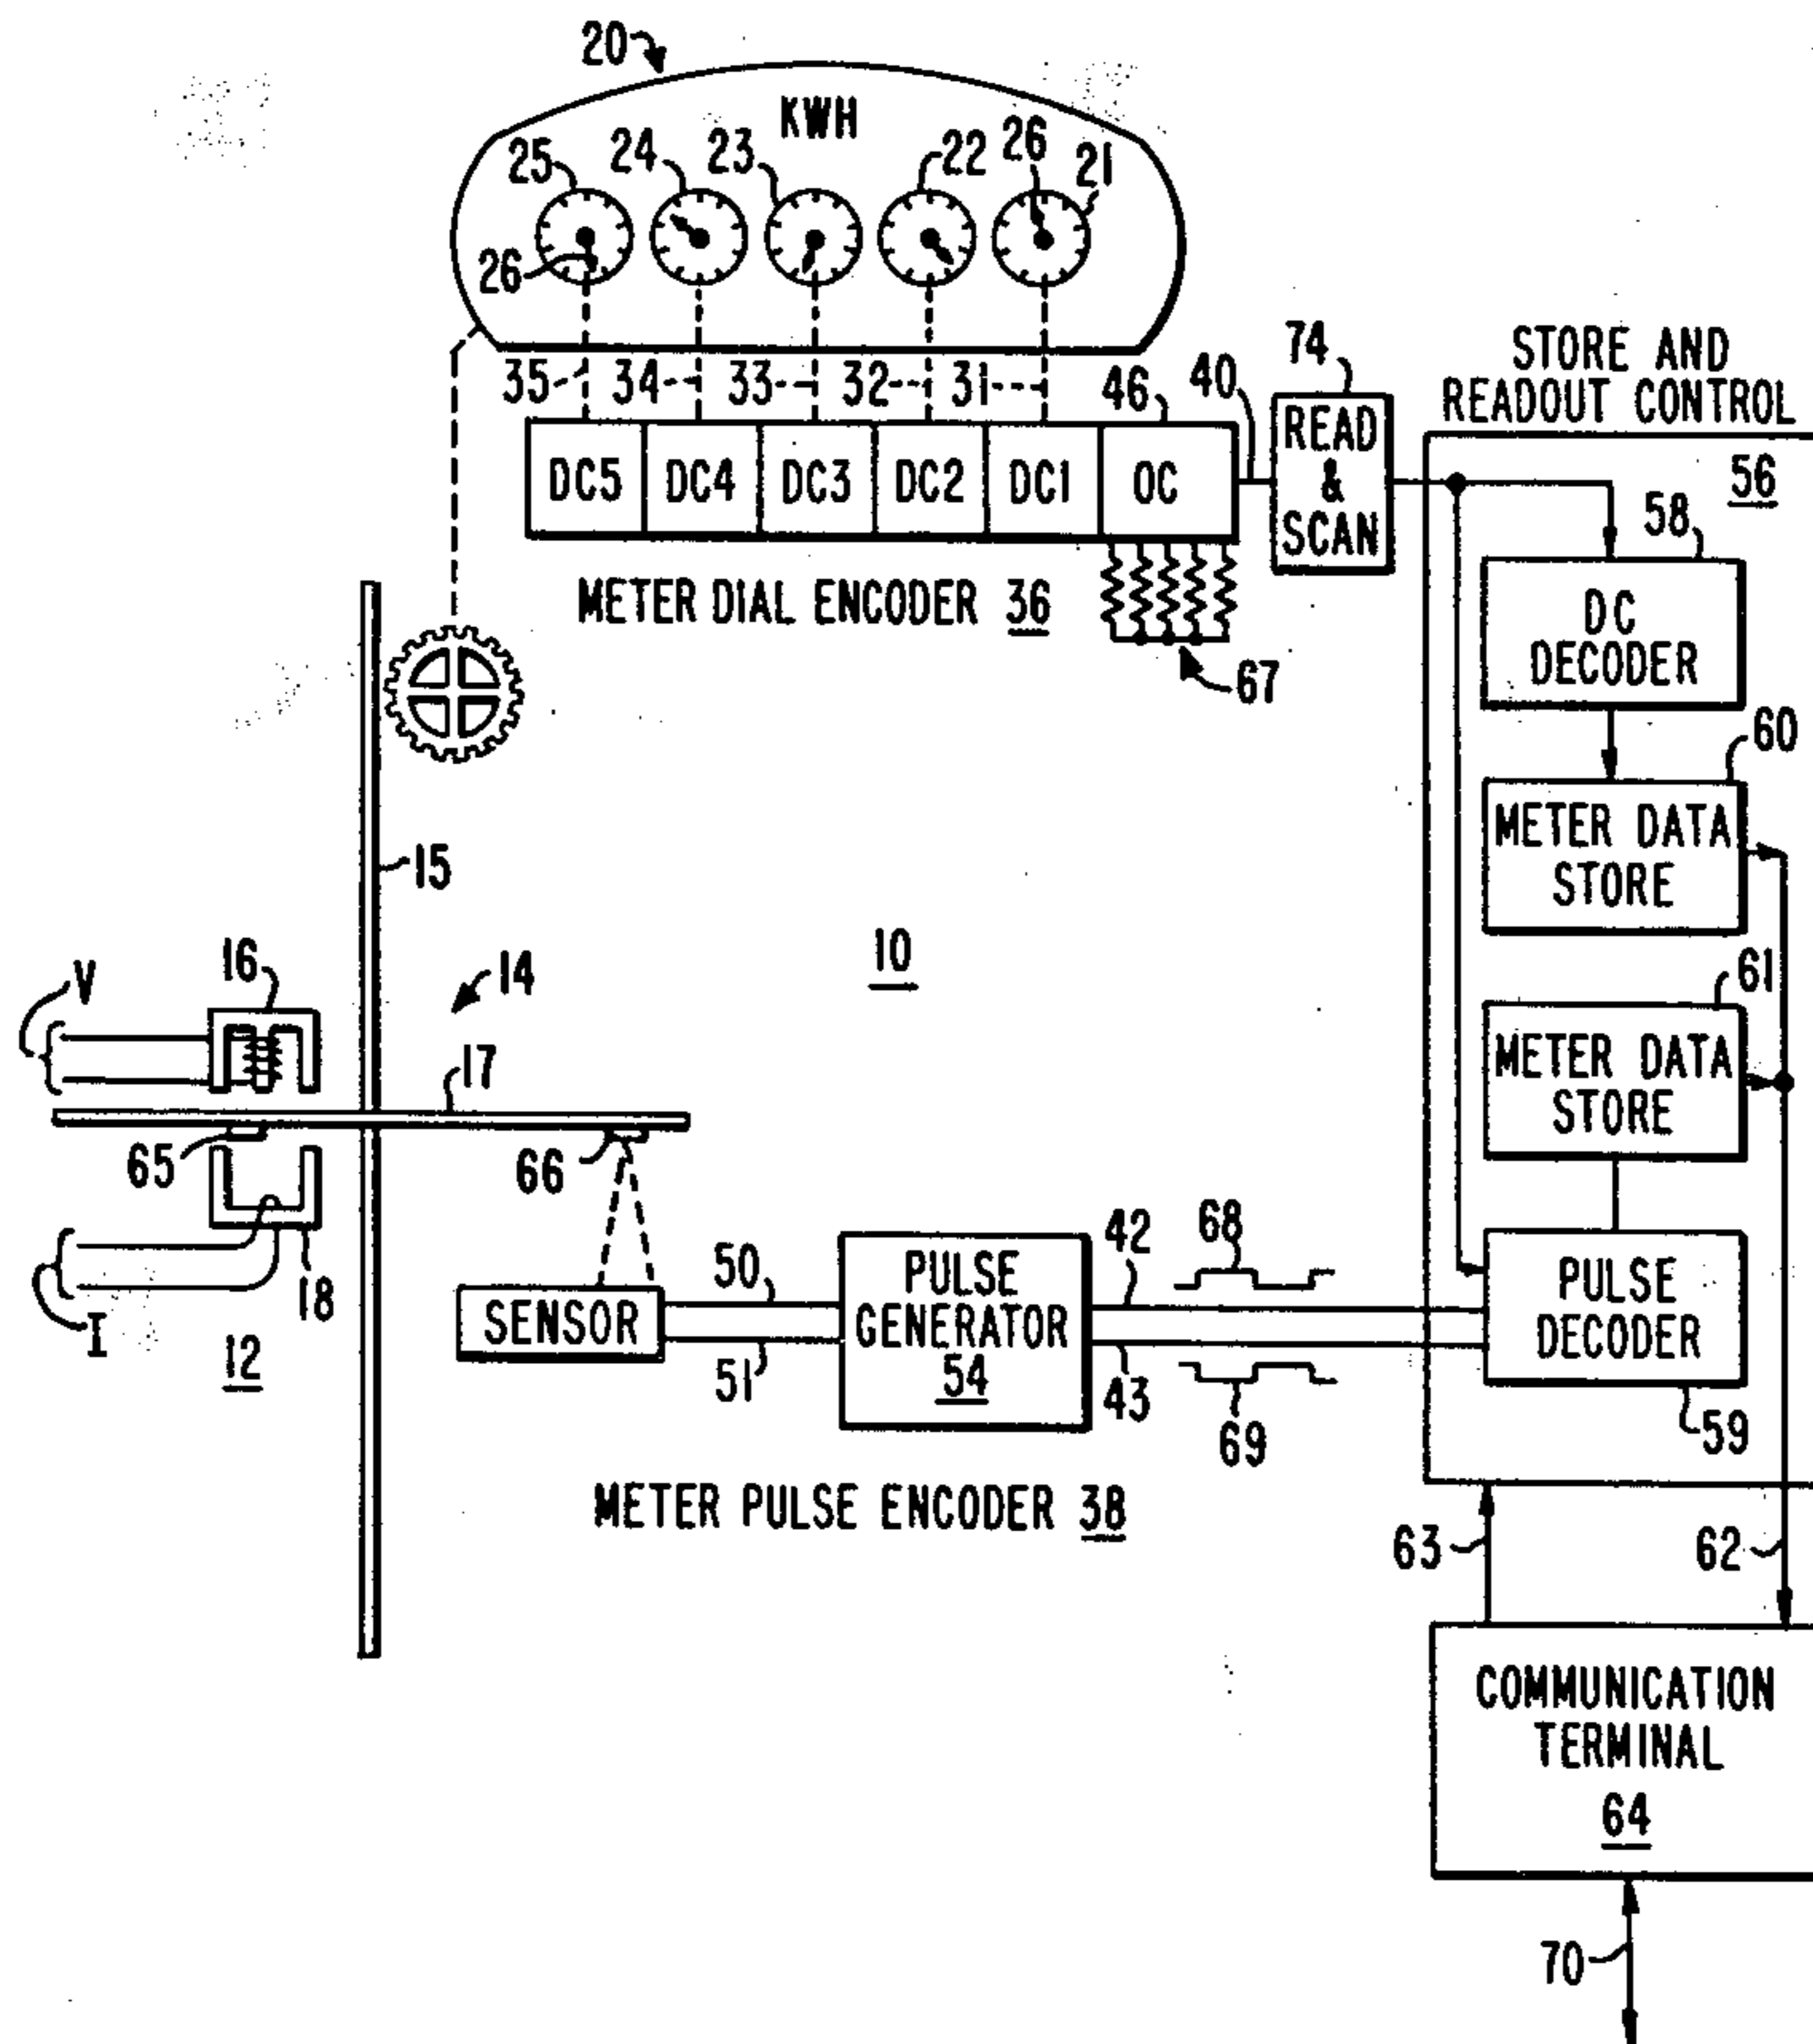 20
KWH
25 24 23 22 26 21
26
35 34 33 32 31 46 40 74
STORE AND
READOUT CONTROL
56
DC5 DC4 DC3 DC2 DC1 OC
READ
&
SCAN
58
METER DIAL ENCODER 36
67
DC
DECODER
60
METER DATA
STORE
15
10
14
16
V
17
61
METER DATA
STORE
65
66
18
I
12
SENSOR
50
51
PULSE
GENERATOR
54
42
43
68
69
PULSE
DECODER
59
METER PULSE ENCODER 38
63
62
COMMUNICATION
TERMINAL
64
70